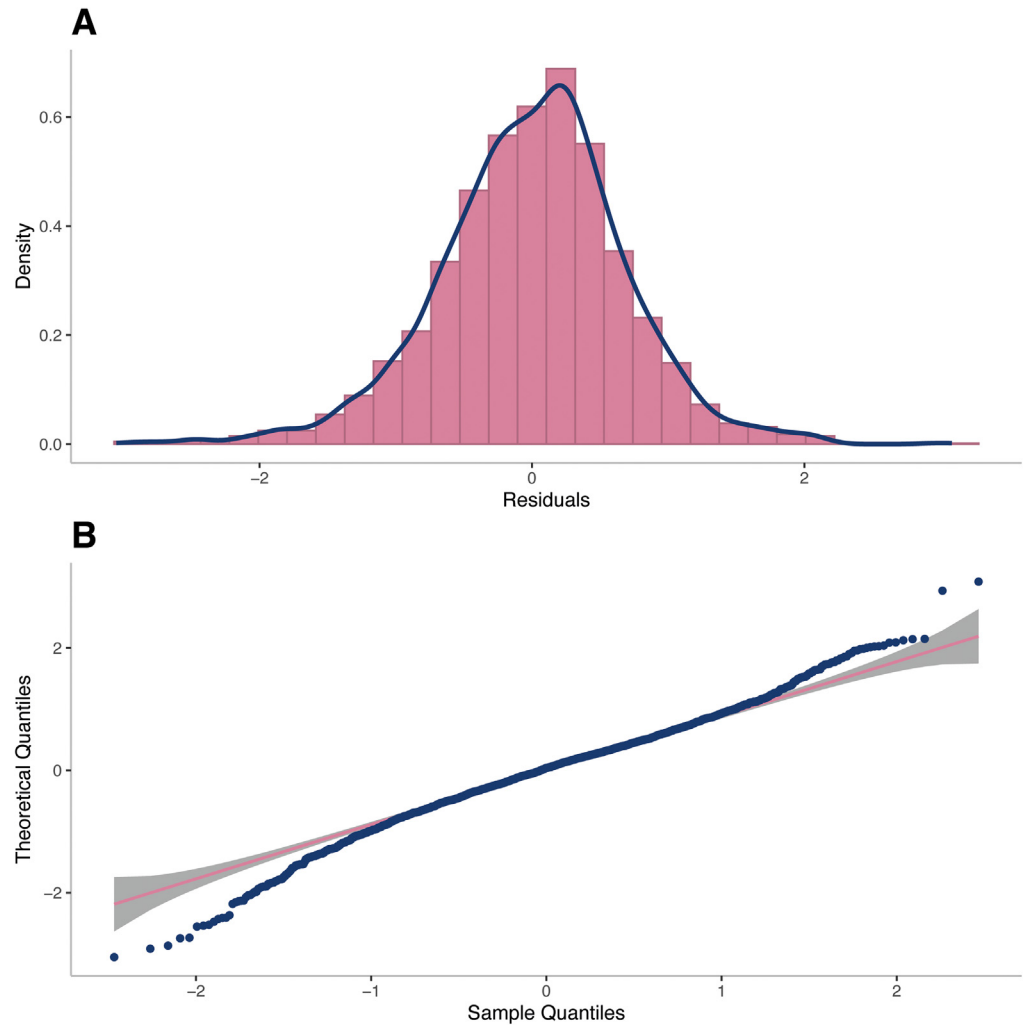 A
Density
0.6
0.4
0.2
0.0
−2 0 2
Residuals
B
Theoretical Quantiles
2
0
−2
−2 −1 0 1 2
Sample Quantiles